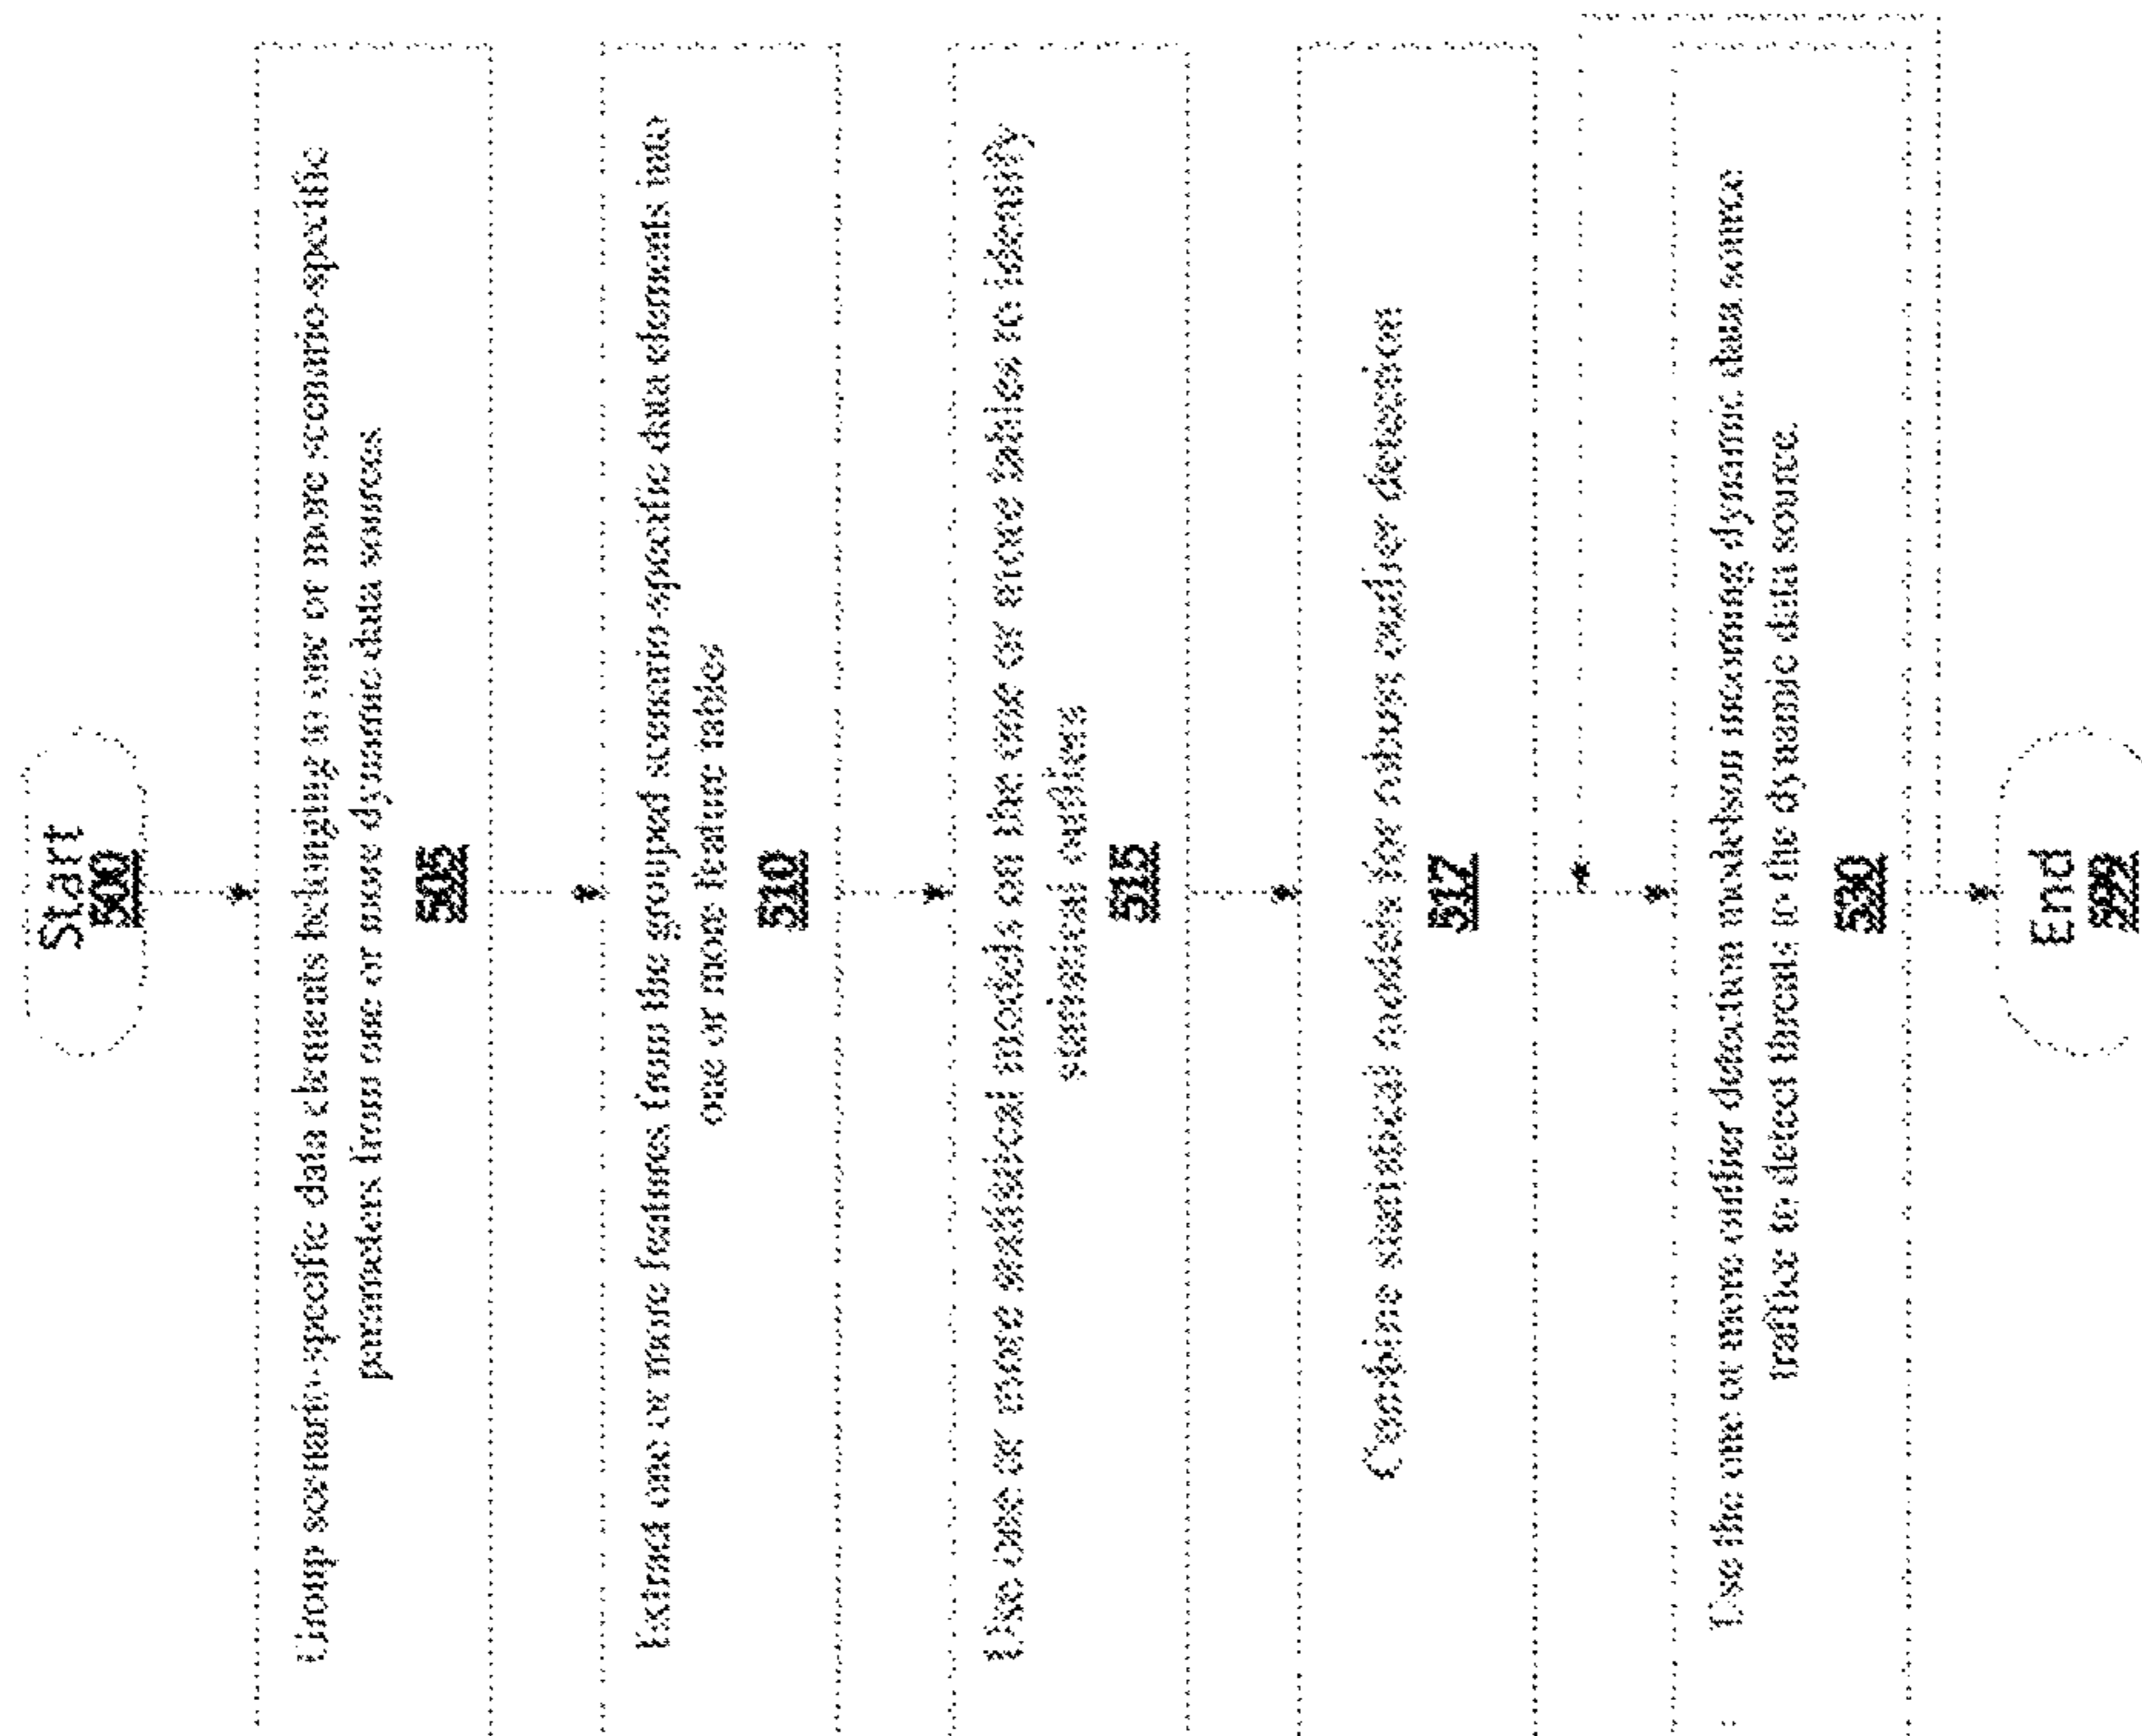 Start
500
Group scenario-specific data elements belonging to one or more scenario-specific
parameters from one or more dynamic data sources
505
Extract one or more features from the grouped scenario-specific data elements into
one or more feature tables
510
Use one or more statistical models on the one or more tables to identify
statistical outliers
515
Combine statistical models for robust outlier detection
517
Use the one or more outlier detection models on incoming dynamic data source
traffice to detect threats to the dynamic data source.
520
End
599